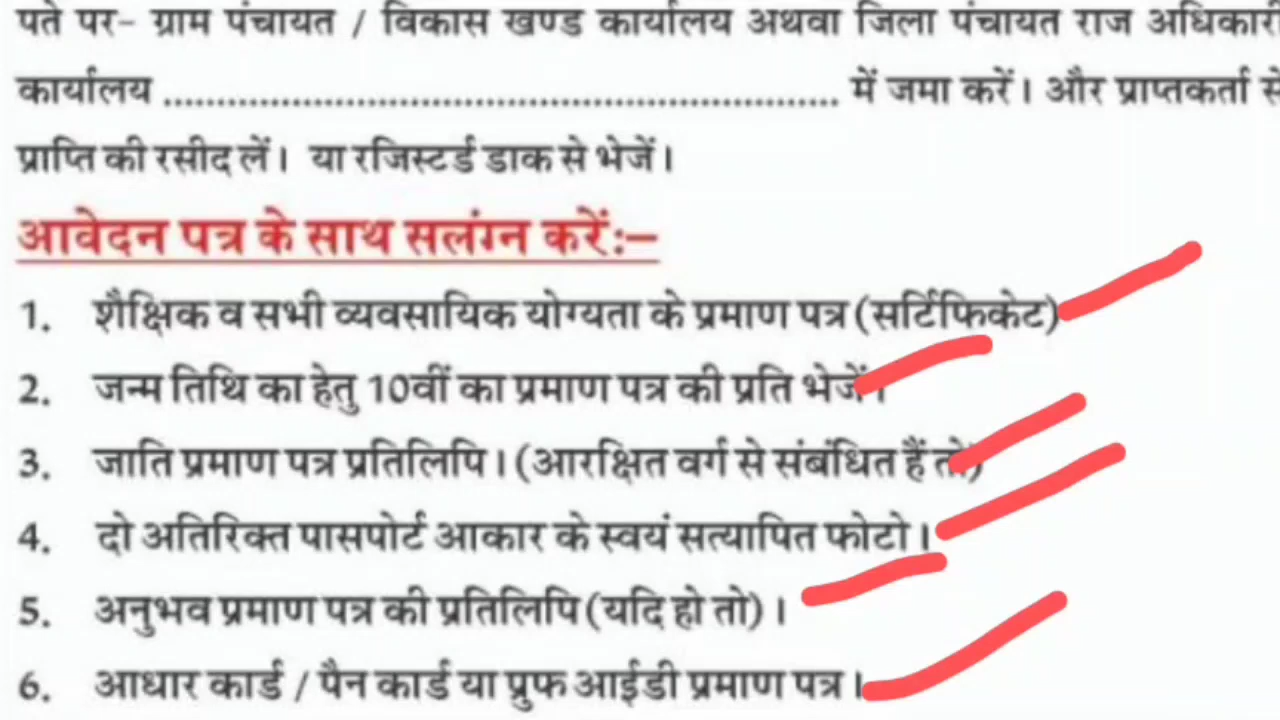 पते पर- ग्राम पंचायत / विकास खण्ड कार्यालय अथवा जिला पंचायत राज अधिकारी
कार्यालय ................................................................ में जमा करें। और प्राप्तकर्ता से
प्राप्ति की रसीद लें। या रजिस्टर्ड डाक से भेजें।
आवेदन पत्र के साथ सलंग्न करें:–
1. शैक्षिक व सभी व्यवसायिक योग्यता के प्रमाण पत्र (सर्टिफिकेट)
2. जन्म तिथि का हेतु 10वीं का प्रमाण पत्र की प्रति भेजें।
3. जाति प्रमाण पत्र प्रतिलिपि। (आरक्षित वर्ग से संबंधित हैं तो)
4. दो अतिरिक्त पासपोर्ट आकार के स्वयं सत्यापित फोटो।
5. अनुभव प्रमाण पत्र की प्रतिलिपि (यदि हो तो)।
6. आधार कार्ड / पैन कार्ड या प्रुफ आईडी प्रमाण पत्र।